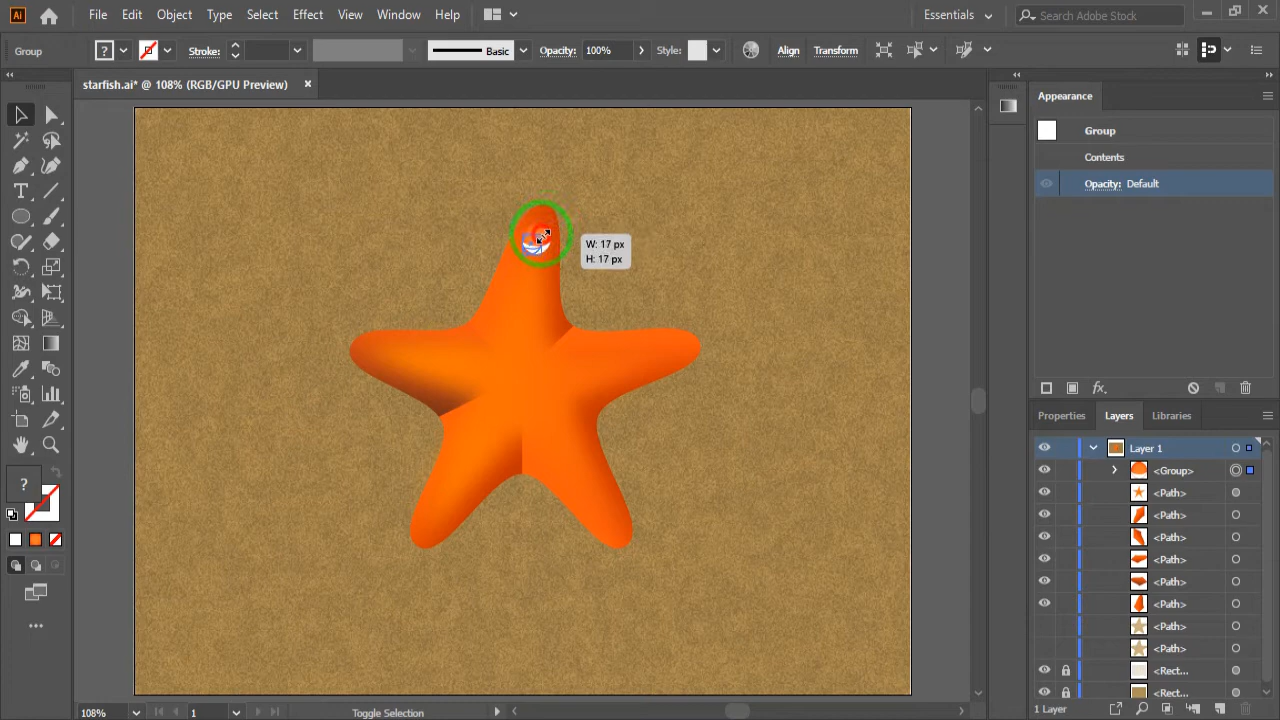 Ai File Edit Object Type Select Effect View Window Help Essentials Search Adobe Stock
Group ? Stroke: Basic Opacity: 100% Style: Align Transform
starfish.ai* @ 108% (RGB/GPU Preview) ×
Appearance
Group
Contents
Opacity: Default
W: 17 px
H: 17 px
fx
Properties Layers Libraries
Layer 1
<Group>
<Path>
<Path>
<Path>
<Path>
<Path>
<Path>
<Path>
<Path>
<Rect...
<Rect...
?
108% 1 Toggle Selection
1 Layer